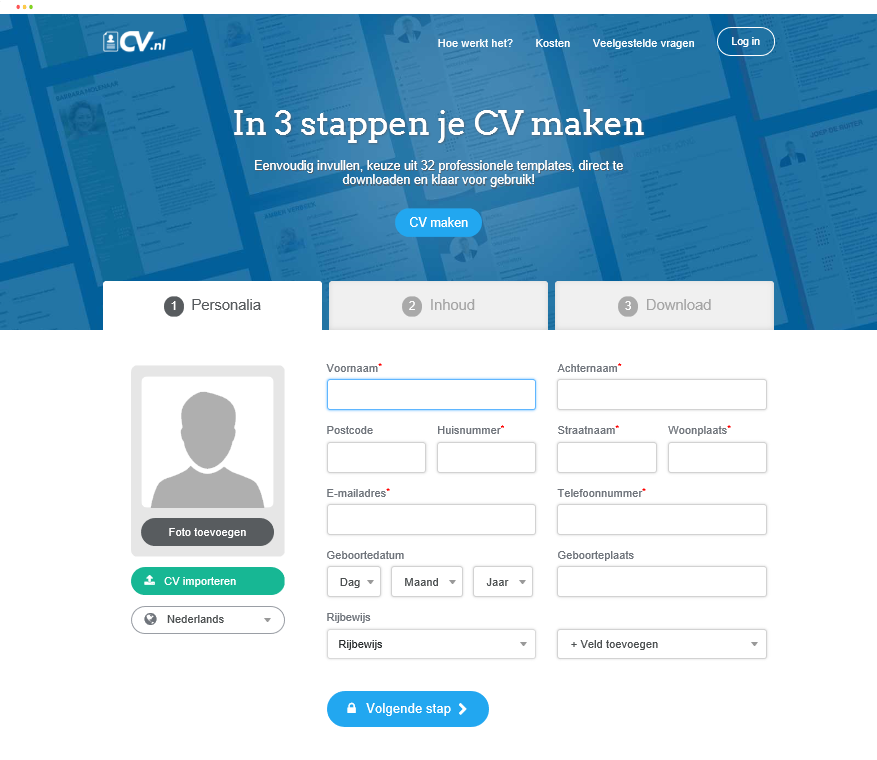 CV.nl
Hoe werkt het? Kosten Veelgestelde vragen Log in
In 3 stappen je CV maken
Eenvoudig invullen, keuze uit 32 professionele templates, direct te
downloaden en klaar voor gebruik!
CV maken
1 Personalia 2 Inhoud 3 Download
Voornaam* Achternaam*
Postcode Huisnummer* Straatnaam* Woonplaats*
E-mailadres* Telefoonnummer*
Foto toevoegen
Geboortedatum Geboorteplaats
CV importeren
Dag Maand Jaar
Nederlands
Rijbewijs
Rijbewijs + Veld toevoegen
Volgende stap